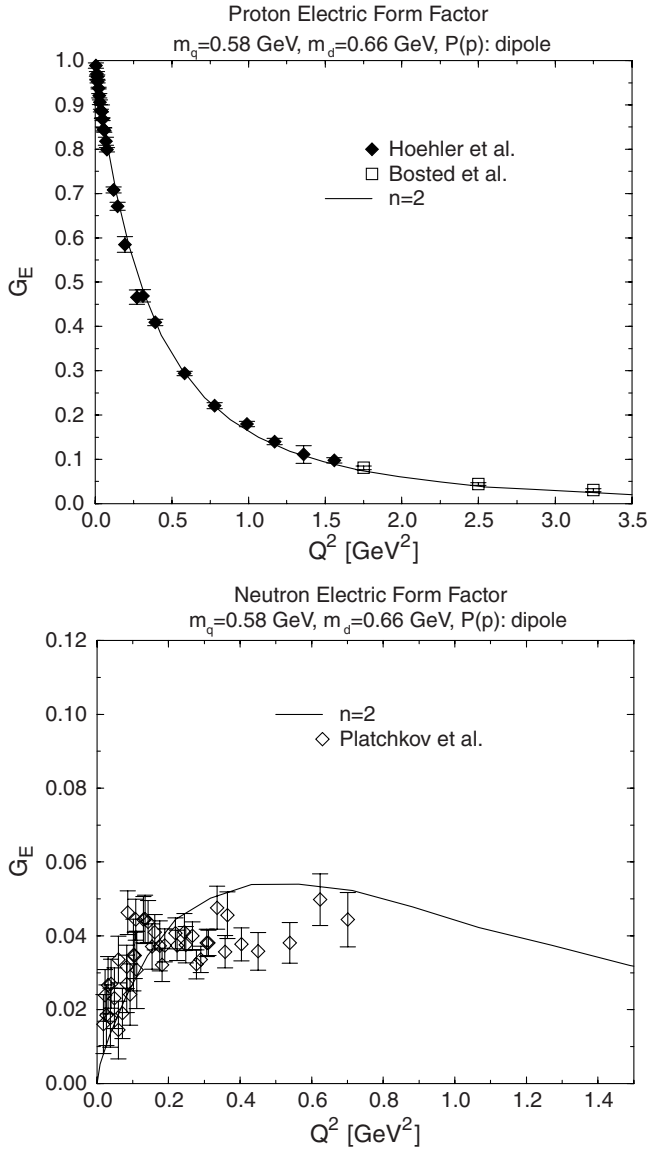 Proton Electric Form Factor
m_q=0.58 GeV, m_d=0.66 GeV, P(p): dipole
1.0
0.9
0.8
0.7
0.6
0.5
0.4
0.3
0.2
0.1
0.0
G_E
Hoehler et al.
Bosted et al.
n=2
0.0 0.5 1.0 1.5 2.0 2.5 3.0 3.5
Q^2 [GeV^2]
Neutron Electric Form Factor
m_q=0.58 GeV, m_d=0.66 GeV, P(p): dipole
0.12
0.10
0.08
0.06
0.04
0.02
0.00
G_E
n=2
Platchkov et al.
0.0 0.2 0.4 0.6 0.8 1.0 1.2 1.4
Q^2 [GeV^2]